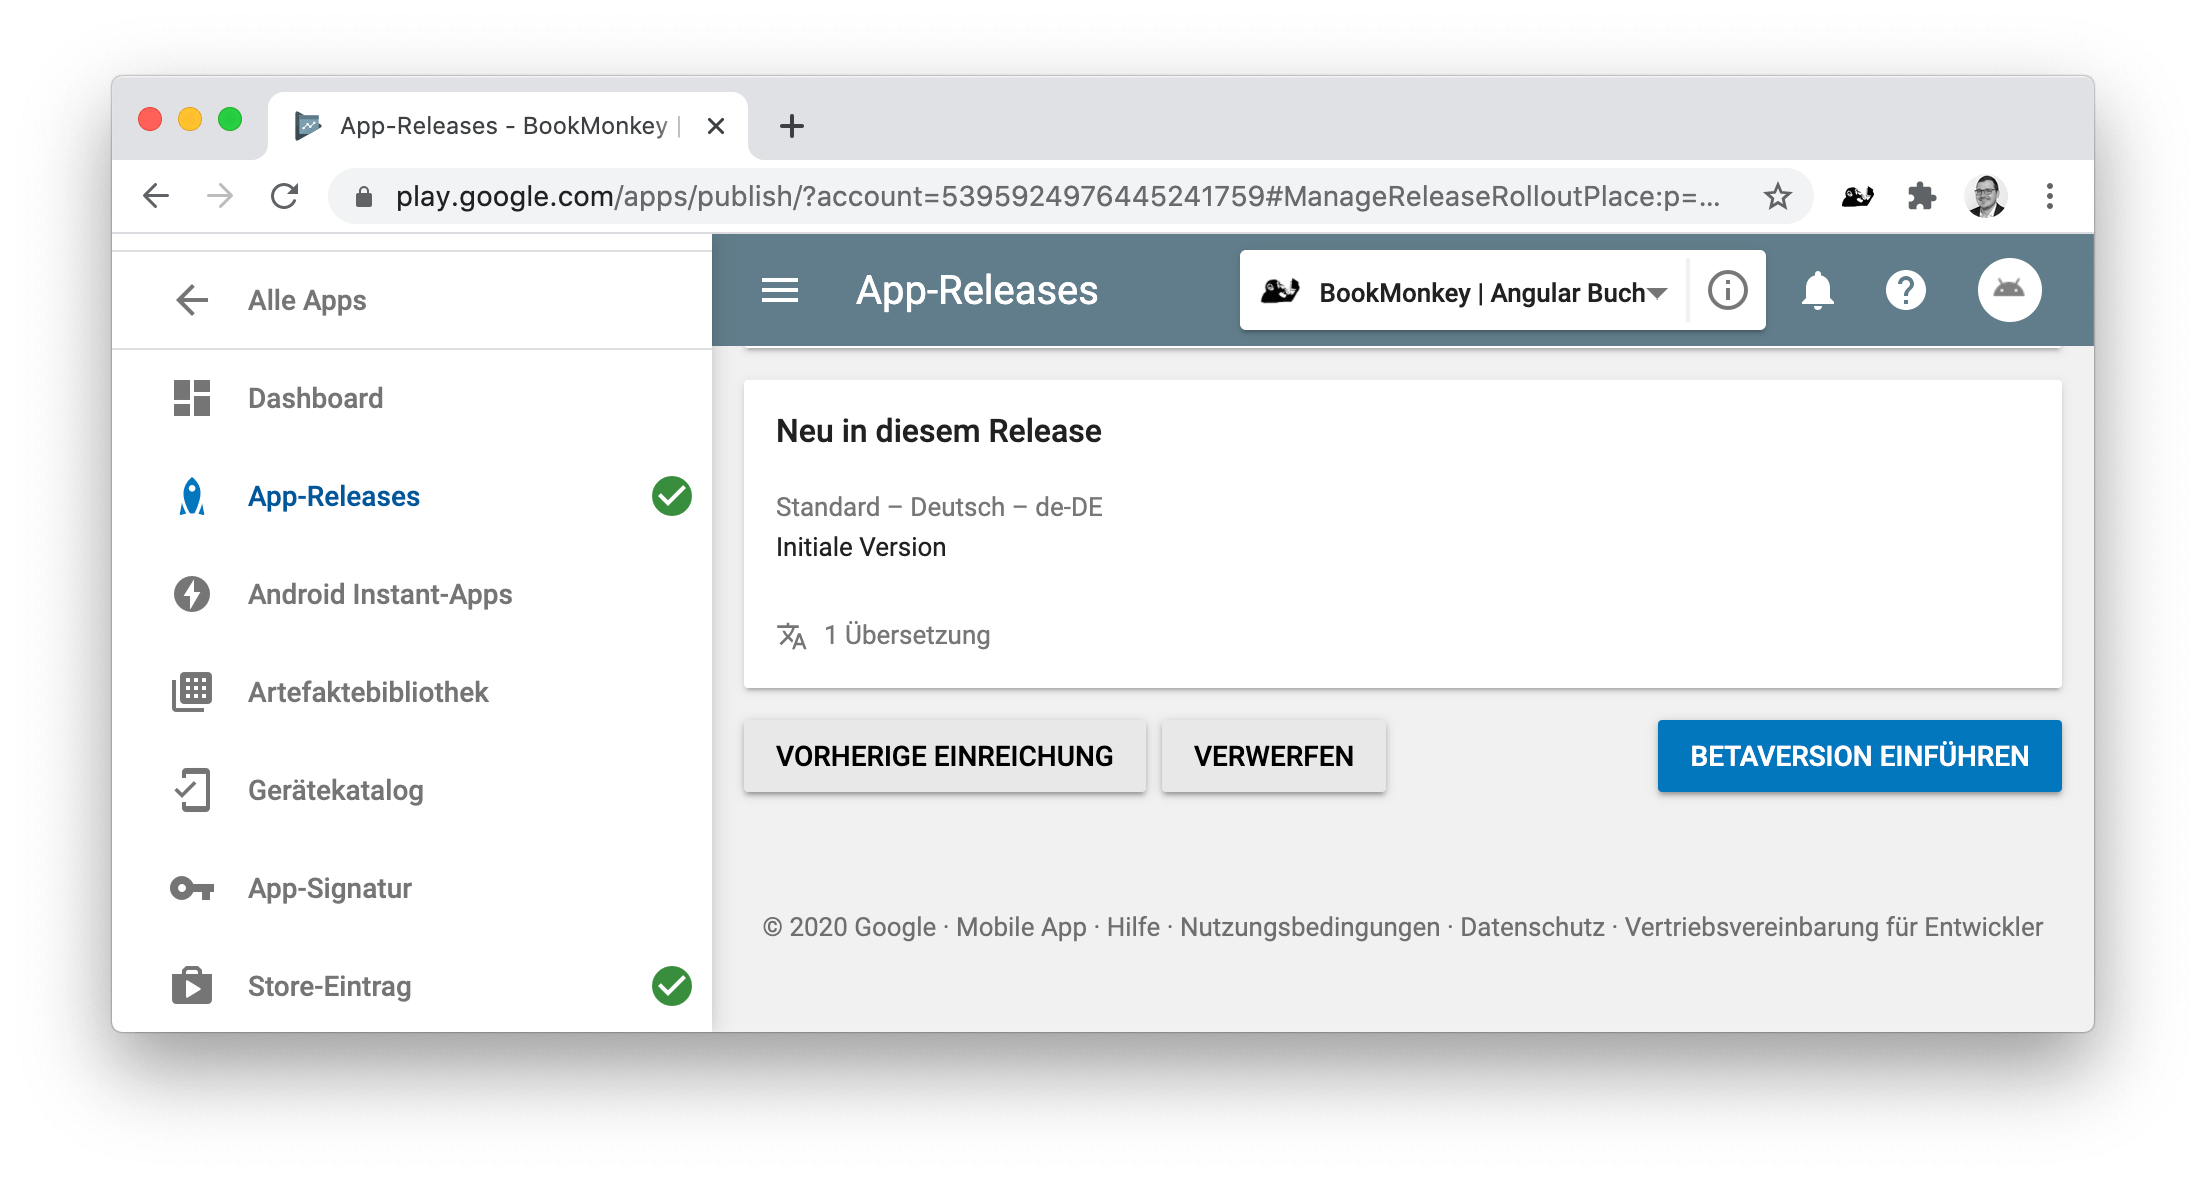 App-Releases - BookMonkey |
play.google.com/apps/publish/?account=5395924976445241759#ManageReleaseRolloutPlace:p=...
Alle Apps
App-Releases
BookMonkey | Angular Buch
Dashboard
App-Releases
Android Instant-Apps
Artefaktebibliothek
Gerätekatalog
App-Signatur
Store-Eintrag
Neu in diesem Release
Standard – Deutsch – de-DE
Initiale Version
1 Übersetzung
VORHERIGE EINREICHUNG
VERWERFEN
BETAVERSION EINFÜHREN
© 2020 Google · Mobile App · Hilfe · Nutzungsbedingungen · Datenschutz · Vertriebsvereinbarung für Entwickler